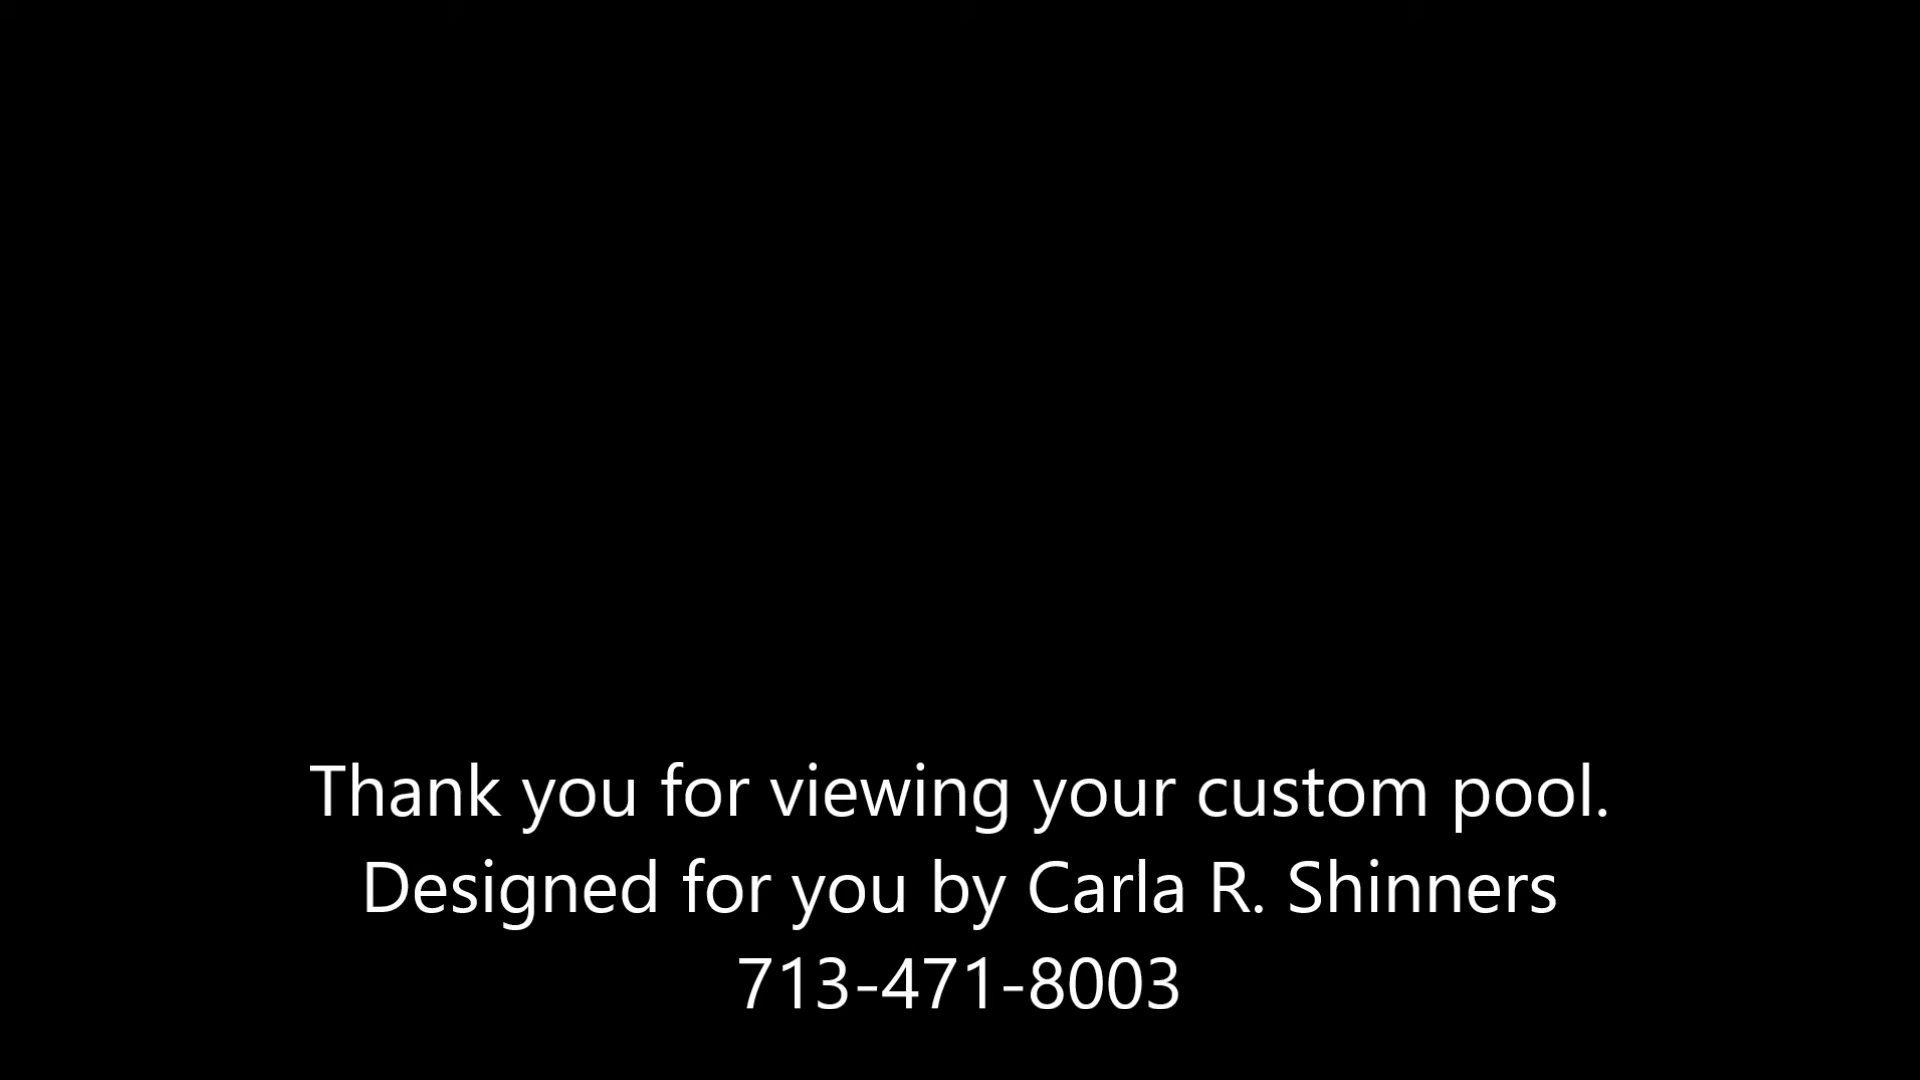 Thank you for viewing your custom pool.
Designed for you by Carla R. Shinners
713-471-8003